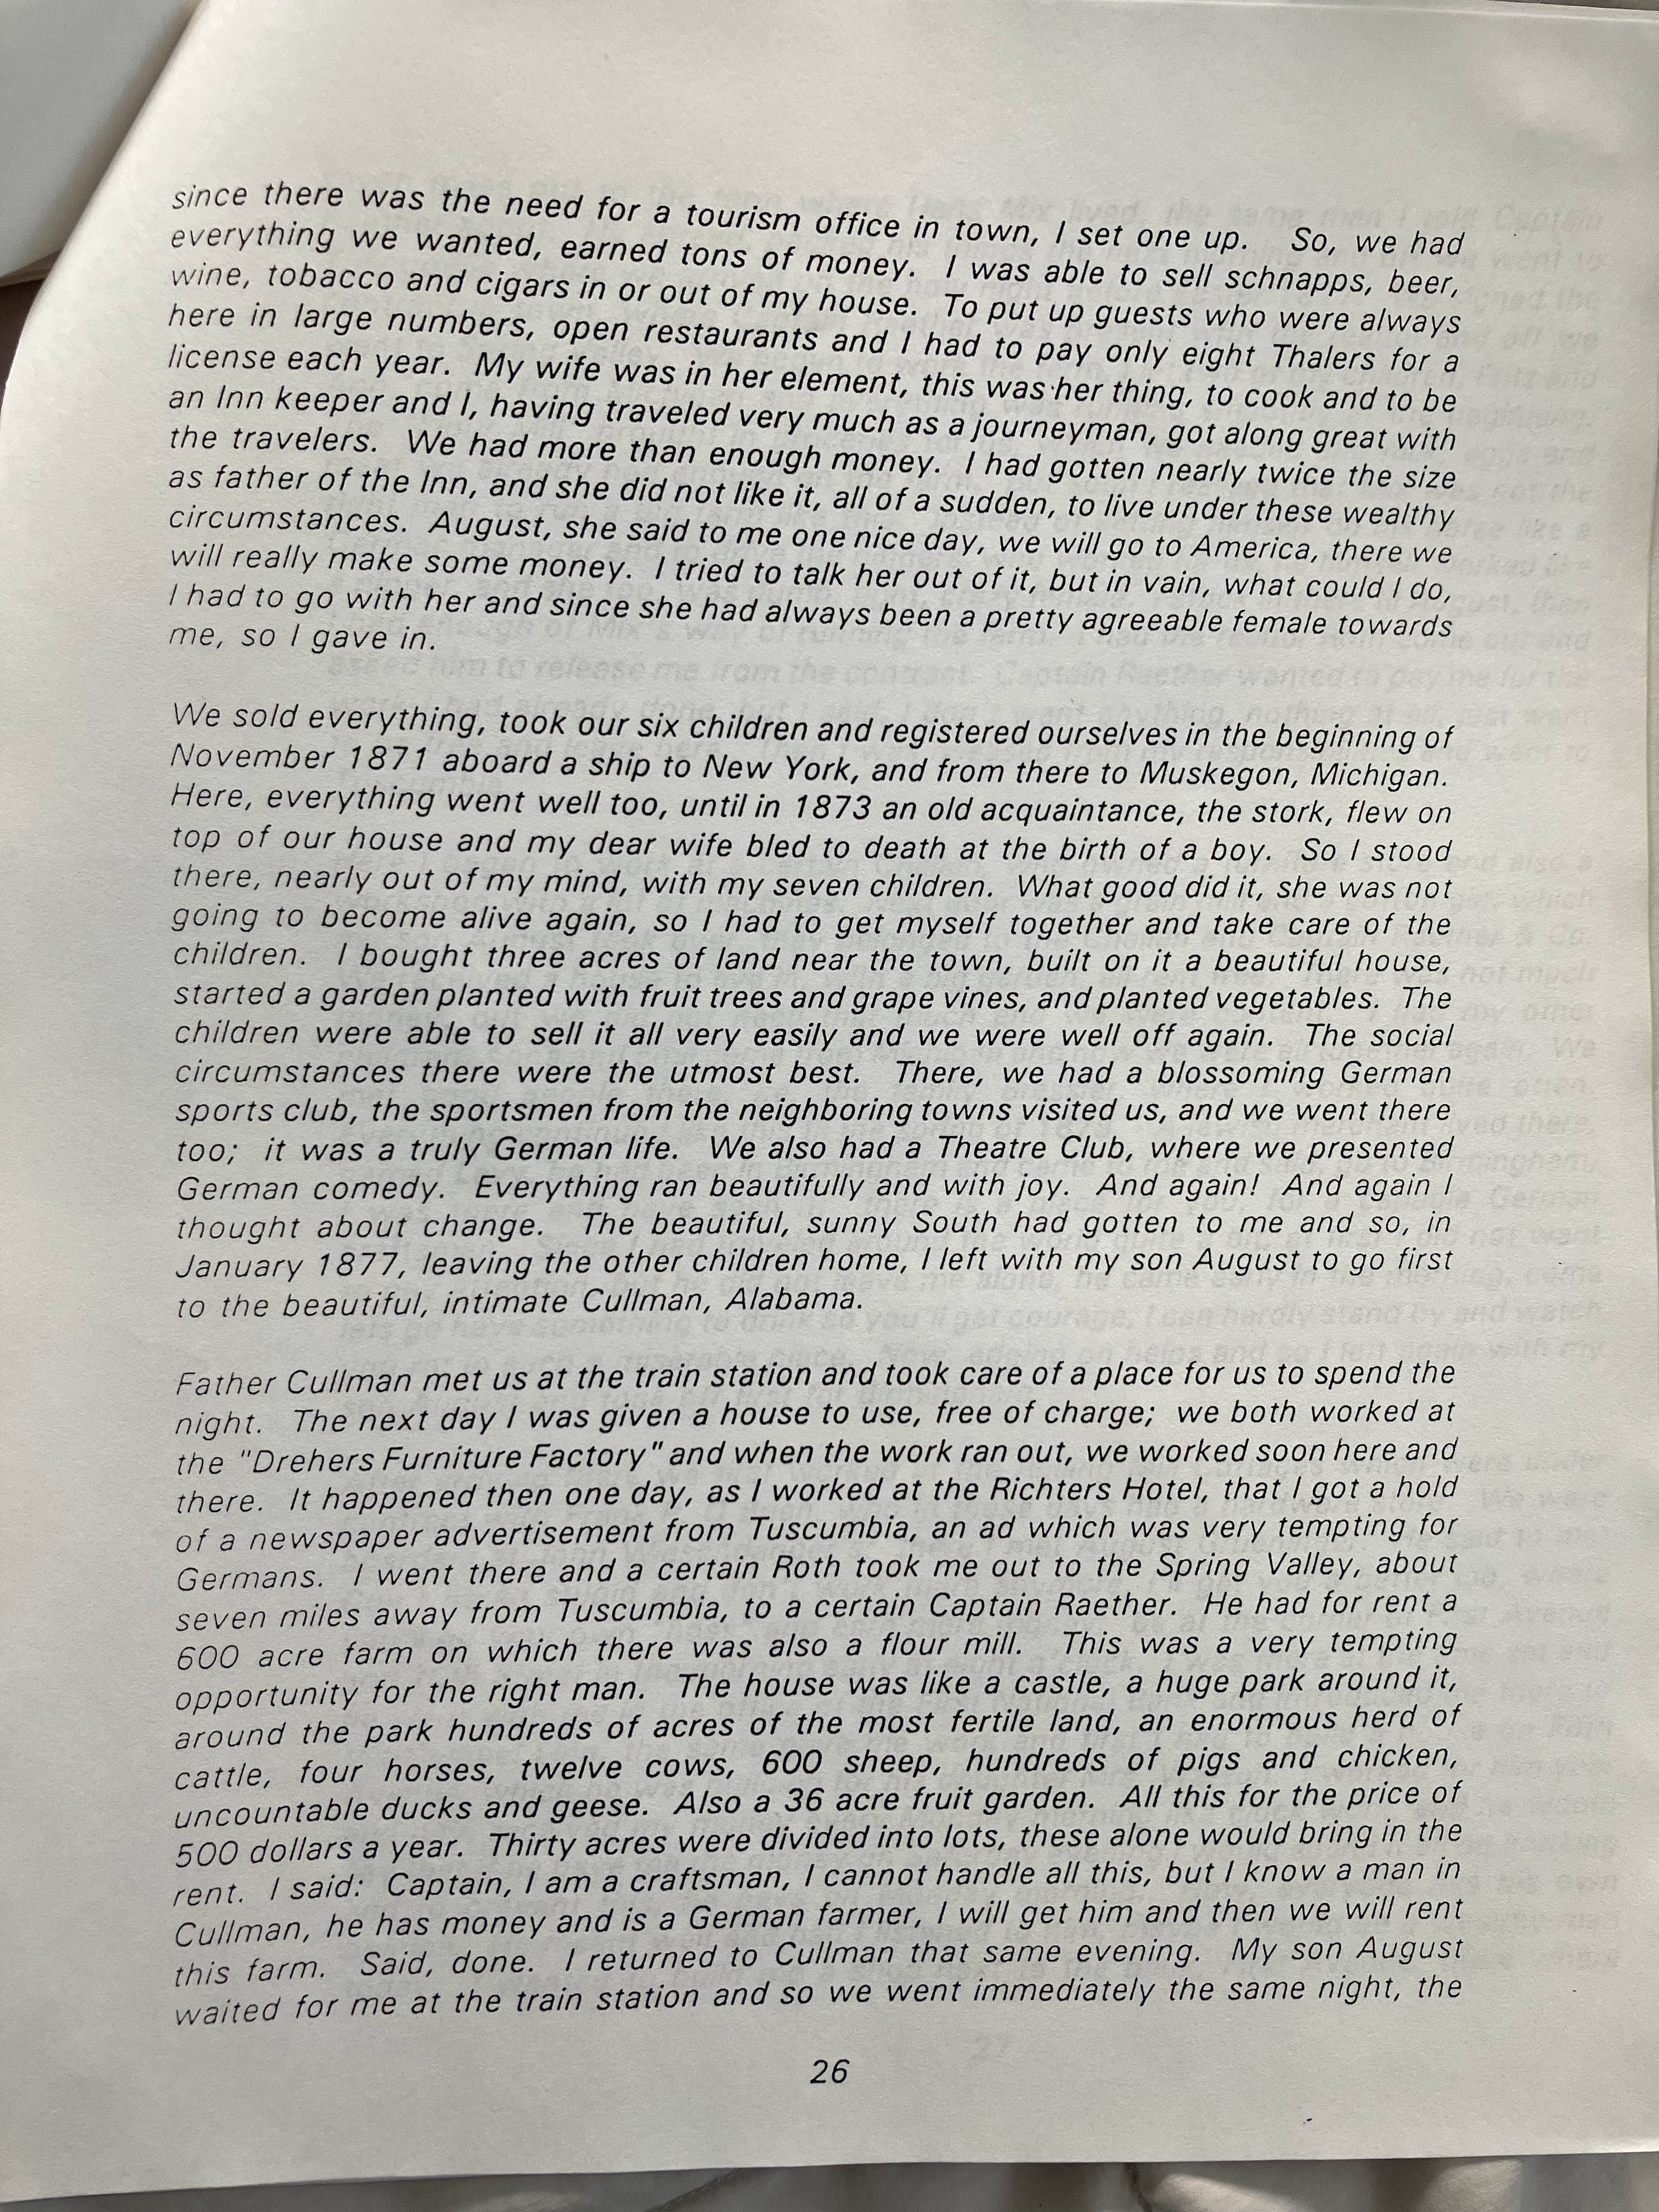 since there was the need for a tourism office in town, I set one up. So, we had
everything we wanted, earned tons of money. I was able to sell schnapps, beer,
wine, tobacco and cigars in or out of my house. To put up guests who were always
here in large numbers, open restaurants and I had to pay only eight Thalers for a
license each year. My wife was in her element, this was her thing, to cook and to be
an Inn keeper and I, having traveled very much as a journeyman, got along great with
the travelers. We had more than enough money. I had gotten nearly twice the size
as father of the Inn, and she did not like it, all of a sudden, to live under these wealthy
circumstances. August, she said to me one nice day, we will go to America, there we
will really make some money. I tried to talk her out of it, but in vain, what could I do,
I had to go with her and since she had always been a pretty agreeable female towards
me, so I gave in.
We sold everything, took our six children and registered ourselves in the beginning of
November 1871 aboard a ship to New York, and from there to Muskegon, Michigan.
Here, everything went well too, until in 1873 an old acquaintance, the stork, flew on
top of our house and my dear wife bled to death at the birth of a boy. So I stood
there, nearly out of my mind, with my seven children. What good did it, she was not
going to become alive again, so I had to get myself together and take care of the
children. I bought three acres of land near the town, built on it a beautiful house,
started a garden planted with fruit trees and grape vines, and planted vegetables. The
children were able to sell it all very easily and we were well off again. The social
circumstances there were the utmost best. There, we had a blossoming German
sports club, the sportsmen from the neighboring towns visited us, and we went there
too; it was a truly German life. We also had a Theatre Club, where we presented
German comedy. Everything ran beautifully and with joy. And again! And again I
thought about change. The beautiful, sunny South had gotten to me and so, in
January 1877, leaving the other children home, I left with my son August to go first
to the beautiful, intimate Cullman, Alabama.
Father Cullman met us at the train station and took care of a place for us to spend the
night. The next day I was given a house to use, free of charge; we both worked at
the "Drehers Furniture Factory" and when the work ran out, we worked soon here and
there. It happened then one day, as I worked at the Richters Hotel, that I got a hold
of a newspaper advertisement from Tuscumbia, an ad which was very tempting for
Germans. I went there and a certain Roth took me out to the Spring Valley, about
seven miles away from Tuscumbia, to a certain Captain Raether. He had for rent a
600 acre farm on which there was also a flour mill. This was a very tempting
opportunity for the right man. The house was like a castle, a huge park around it,
around the park hundreds of acres of the most fertile land, an enormous herd of
cattle, four horses, twelve cows, 600 sheep, hundreds of pigs and chicken,
uncountable ducks and geese. Also a 36 acre fruit garden. All this for the price of
500 dollars a year. Thirty acres were divided into lots, these alone would bring in the
rent. I said: Captain, I am a craftsman, I cannot handle all this, but I know a man in
Cullman, he has money and is a German farmer, I will get him and then we will rent
this farm. Said, done. I returned to Cullman that same evening. My son August
waited for me at the train station and so we went immediately the same night, the
26